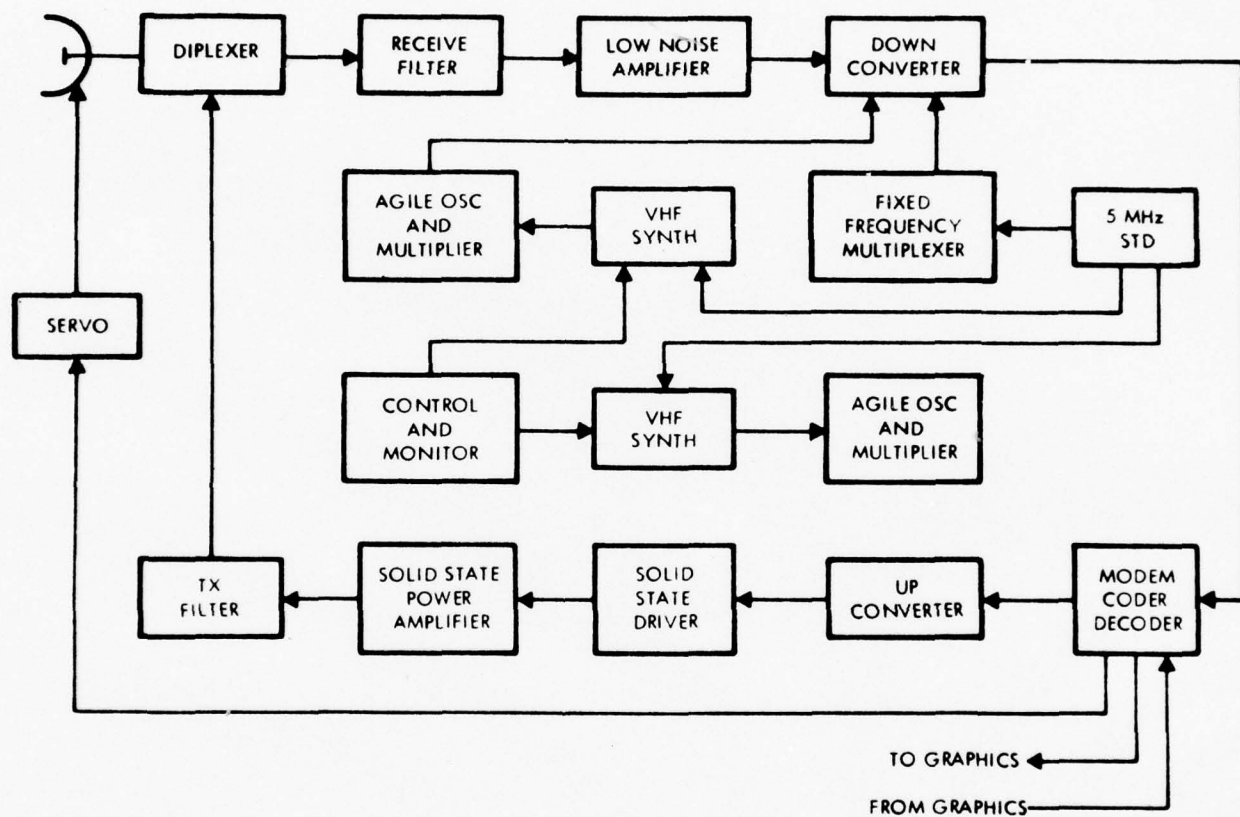 DIPLEXER
RECEIVE
FILTER
LOW NOISE
AMPLIFIER
DOWN
CONVERTER
AGILE OSC
AND
MULTIPLIER
VHF
SYNTH
FIXED
FREQUENCY
MULTIPLEXER
5 MHz
STD
SERVO
CONTROL
AND
MONITOR
VHF
SYNTH
AGILE OSC
AND
MULTIPLIER
TX
FILTER
SOLID STATE
POWER
AMPLIFIER
SOLID
STATE
DRIVER
UP
CONVERTER
MODEM
CODER
DECODER
TO GRAPHICS
FROM GRAPHICS